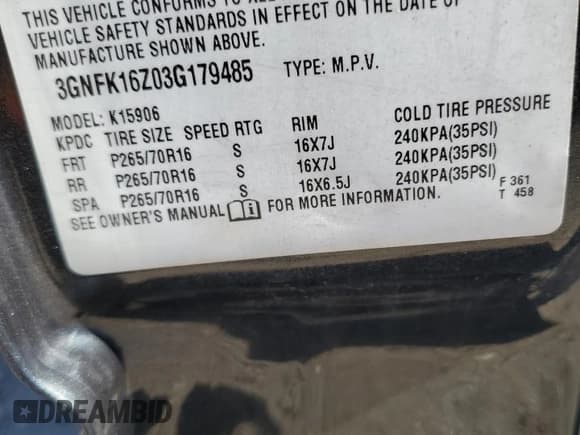 THIS VEHICLE CONFORMS TO
VEHICLE SAFETY STANDARDS IN EFFECT ON THE DATE OF
MANUFACTURE SHOWN ABOVE.
3GNFK16Z03G179485 TYPE: M.P.V.
MODEL: K15906
KPDC TIRE SIZE SPEED RTG RIM COLD TIRE PRESSURE
FRT P265/70R16 S 16X7J 240KPA(35PSI)
RR P265/70R16 S 16X7J 240KPA(35PSI)
SPA P265/70R16 S 16X6.5J 240KPA(35PSI)
SEE OWNER'S MANUAL FOR MORE INFORMATION.
F 361
T 458
DREAMBID